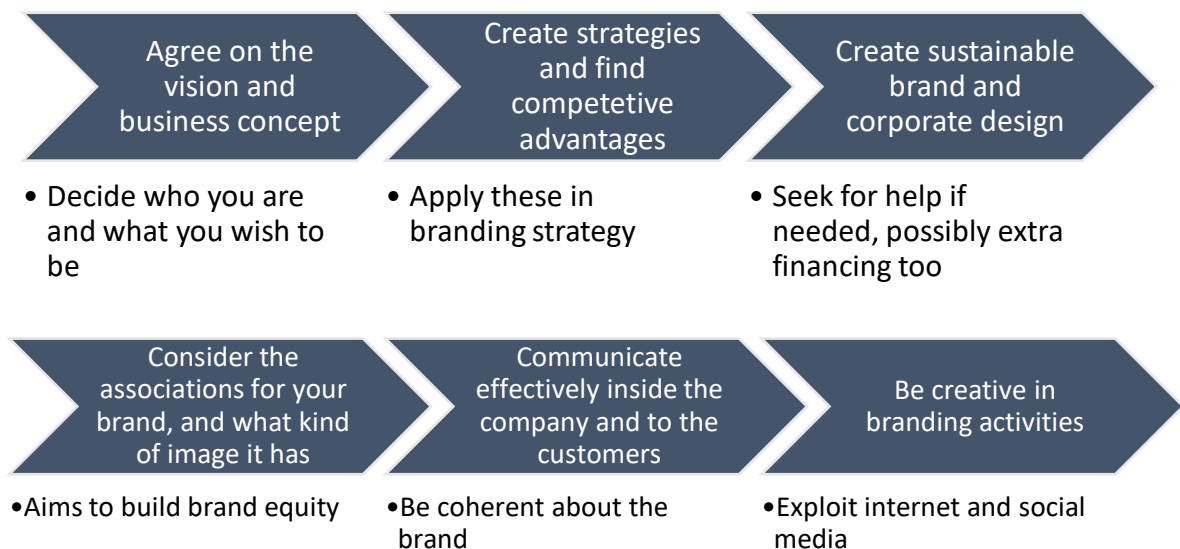 Agree on the
vision and
business concept
Create strategies
and find
competetive
advantages
Create sustainable
brand and
corporate design
• Decide who you are
and what you wish to
be
• Apply these in
branding strategy
• Seek for help if
needed, possibly extra
financing too
Consider the
associations for your
brand, and what kind
of image it has
Communicate
effectively inside the
company and to the
customers
Be creative in
branding activities
•Aims to build brand equity
•Be coherent about the
brand
•Exploit internet and social
media